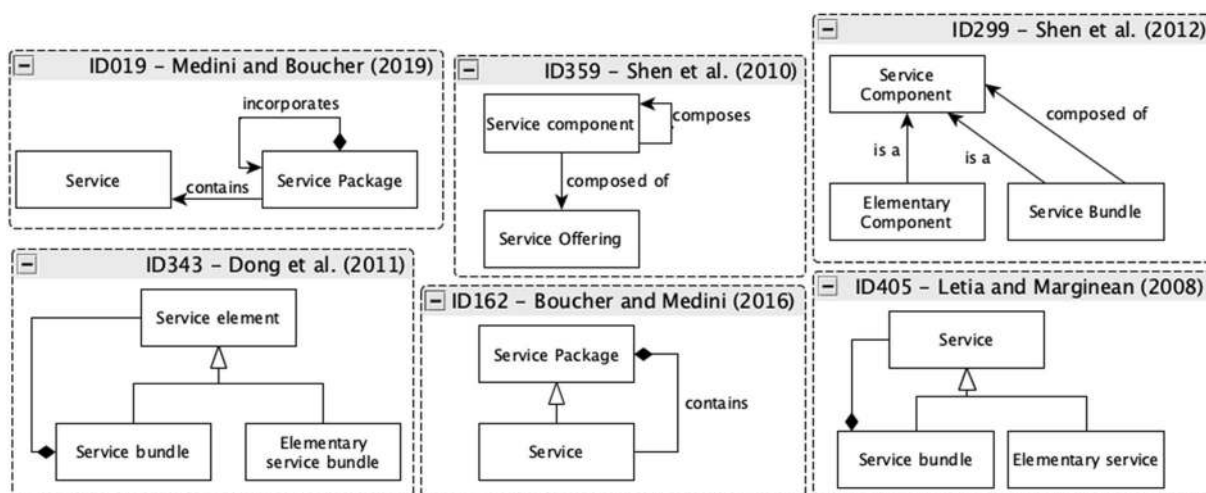 ID019 – Medini and Boucher (2019)
incorporates
Service
contains
Service Package
ID359 – Shen et al. (2010)
Service component
composes
composed of
Service Offering
ID299 – Shen et al. (2012)
Service
Component
composed of
is a
is a
Elementary
Component
Service Bundle
ID343 – Dong et al. (2011)
Service element
Service bundle
Elementary
service bundle
ID162 – Boucher and Medini (2016)
Service Package
contains
Service
ID405 – Letia and Marginean (2008)
Service
Service bundle
Elementary service